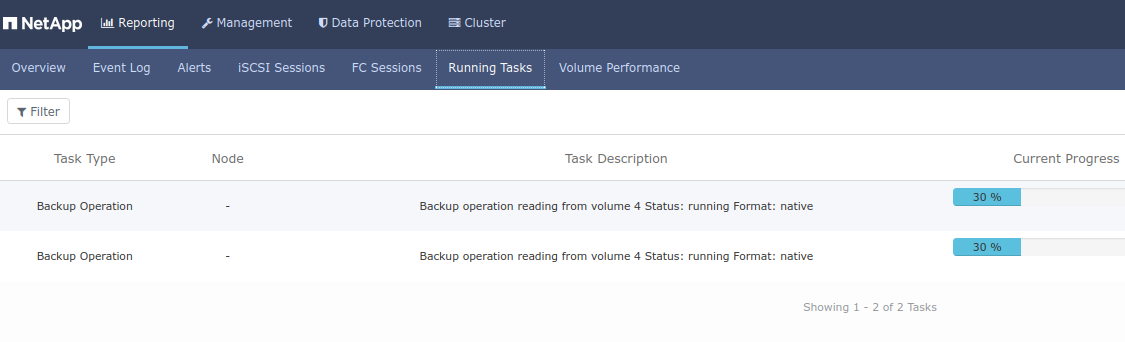 NetApp Reporting Management Data Protection Cluster
Overview Event Log Alerts iSCSI Sessions FC Sessions Running Tasks Volume Performance
Filter
Task Type Node Task Description Current Progress
Backup Operation - Backup operation reading from volume 4 Status: running Format: native 30 %
Backup Operation - Backup operation reading from volume 4 Status: running Format: native 30 %
Showing 1 - 2 of 2 Tasks